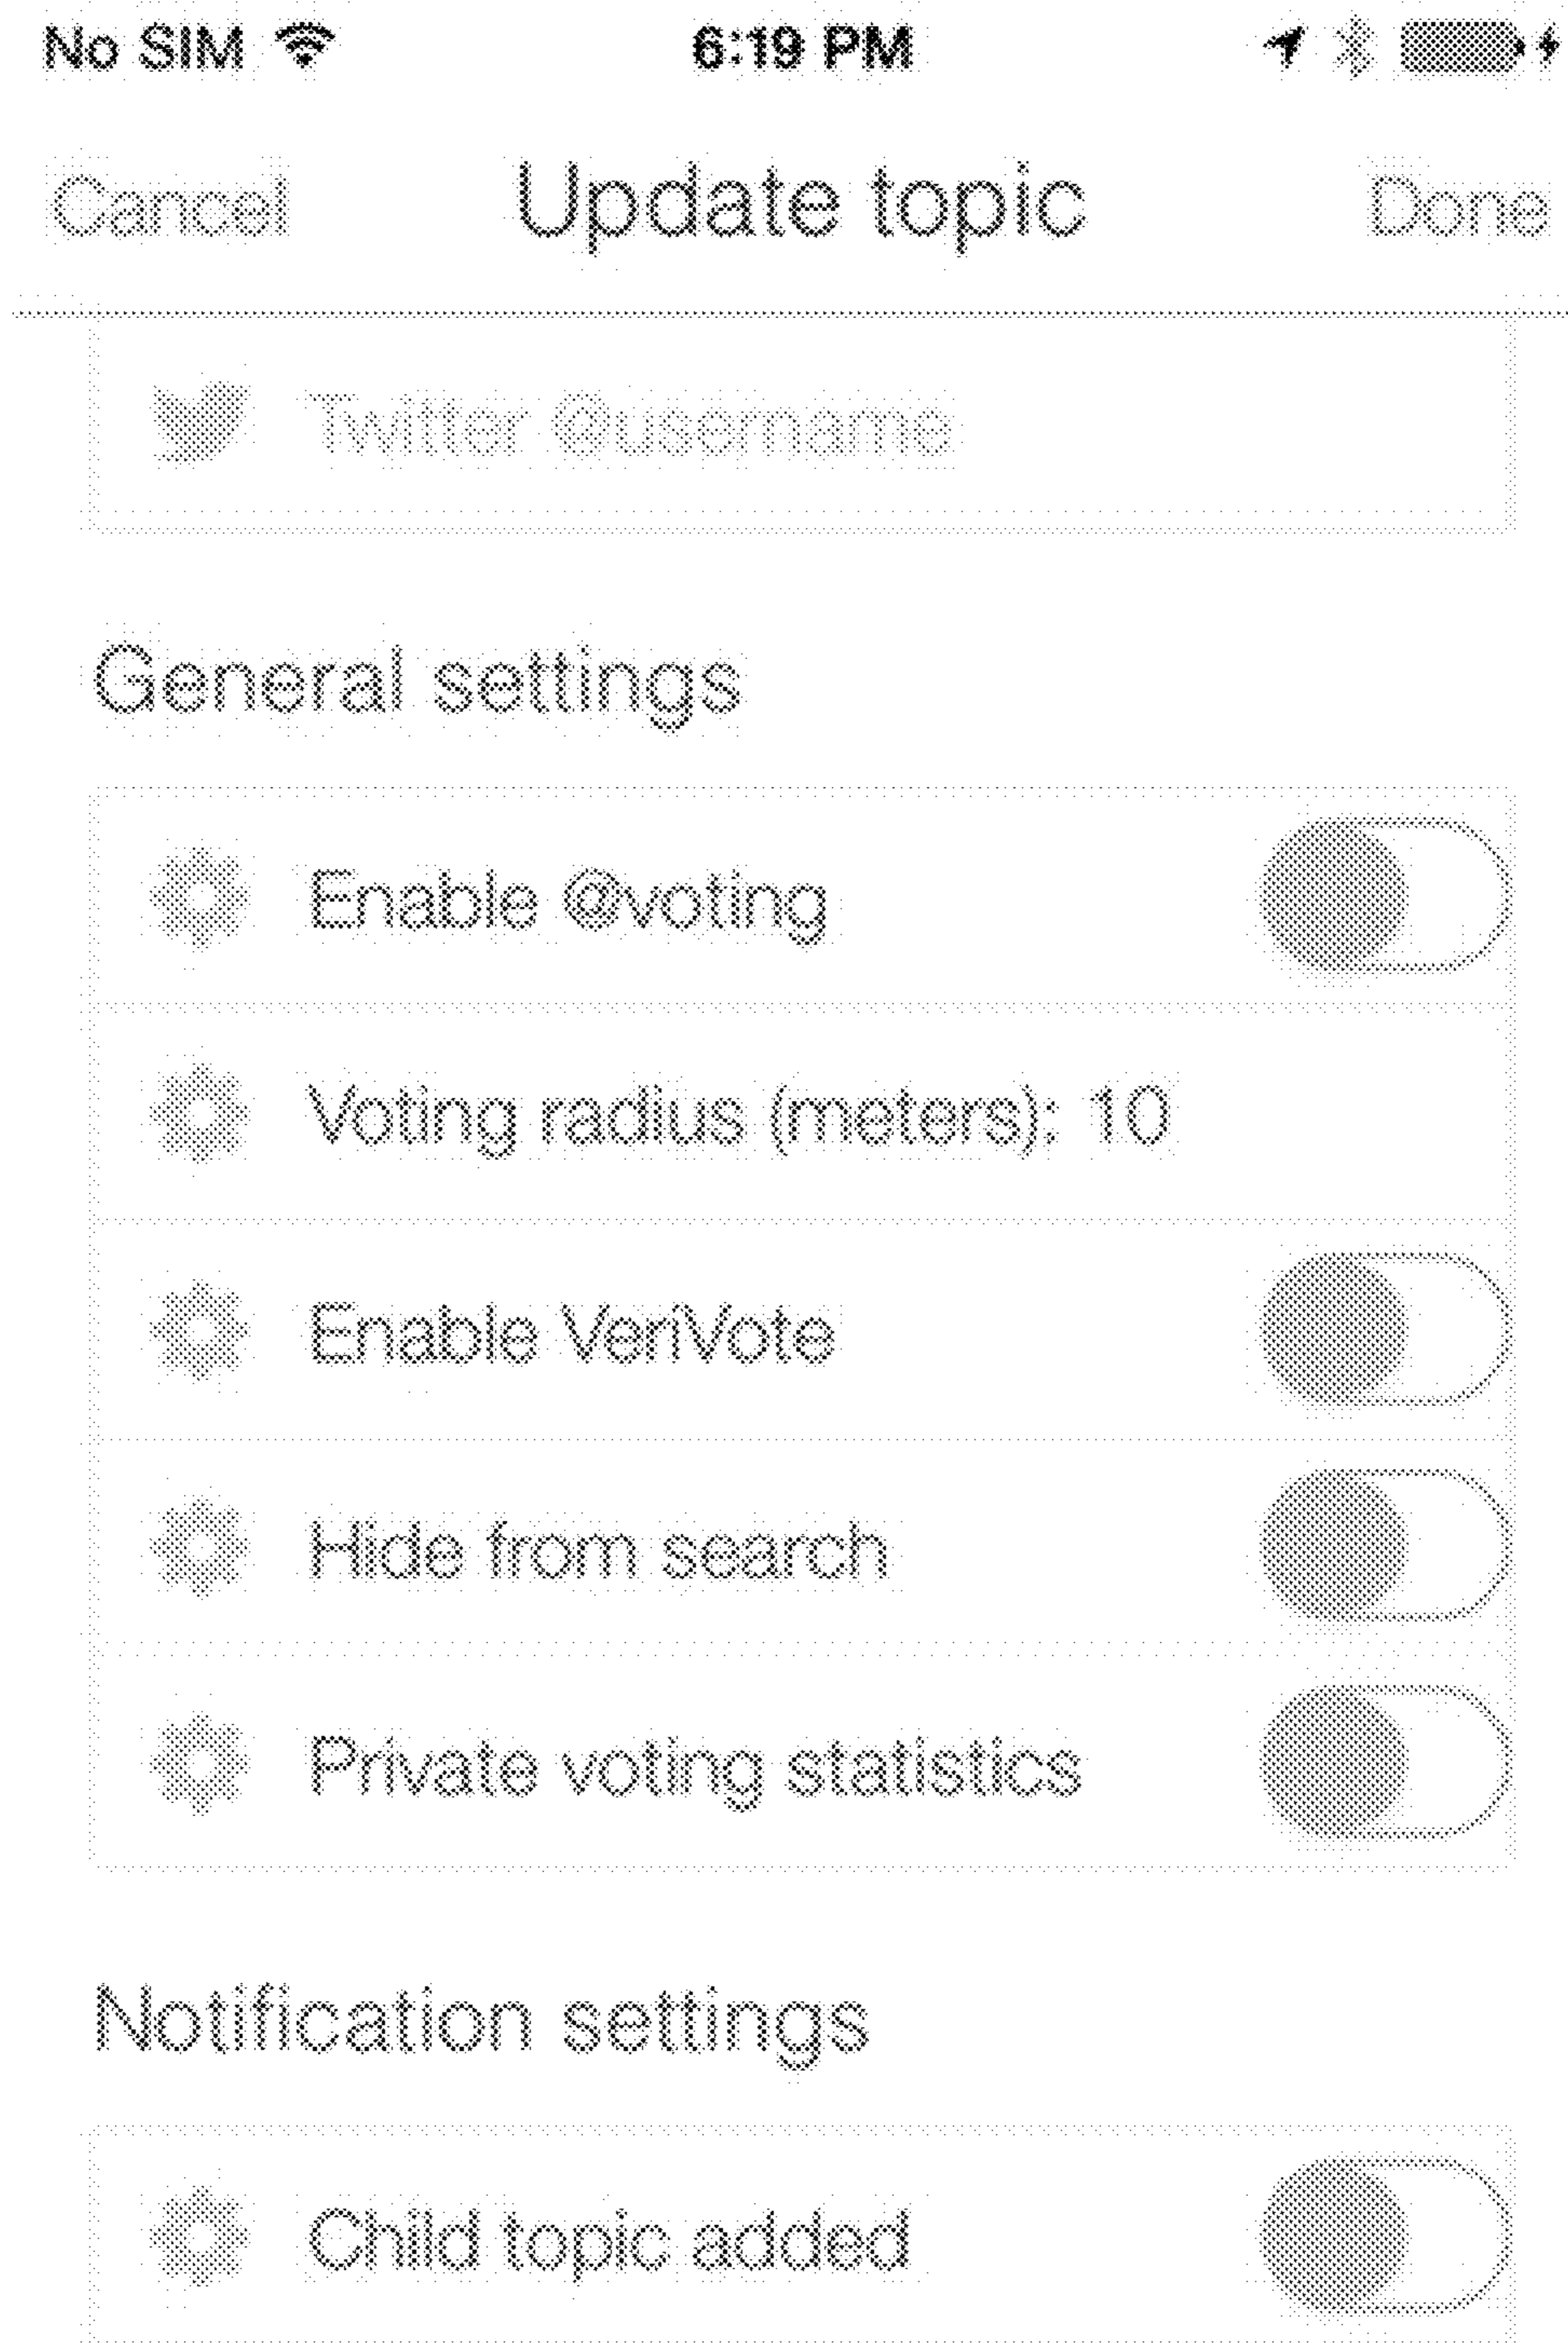 No SIM 6:19 PM
Cancel Update topic Done
Twitter @username
General settings
Enable @voting
Voting radius (meters): 10
Enable VeriVote
Hide from search
Private voting statistics
Notification settings
Child topic added